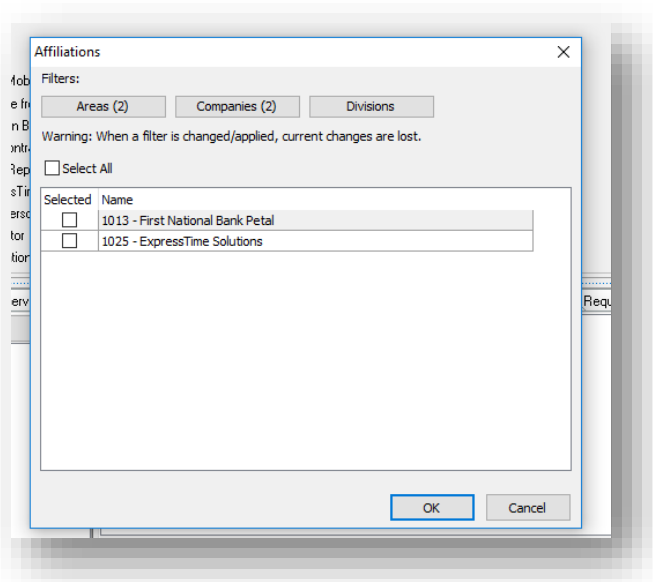 Affiliations
Filters:
Areas (2) Companies (2) Divisions
Warning: When a filter is changed/applied, current changes are lost.
Select All
Selected Name
1013 - First National Bank Petal
1025 - ExpressTime Solutions
OK Cancel